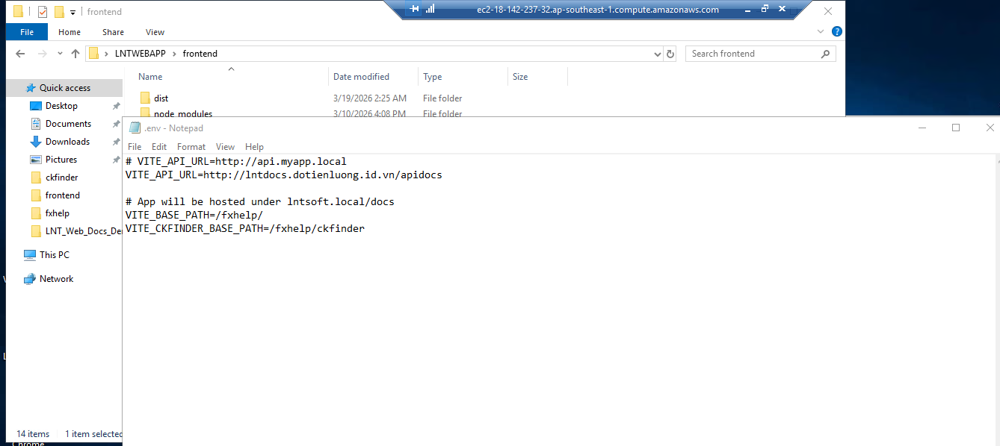 frontend
ec2-18-142-237-32.ap-southeast-1.compute.amazonaws.com
File Home Share View
LNTWEBAPP > frontend
Search frontend
Name Date modified Type Size
dist 3/19/2026 2:25 AM File folder
node_modules 3/10/2026 4:08 PM File folder
Quick access
Desktop
Documents
Downloads
Pictures
ckfinder
frontend
fxhelp
LNT_Web_Docs_De
This PC
Network
14 items 1 item selected
Chrome
.env - Notepad
File Edit Format View Help
# VITE_API_URL=http://api.myapp.local
VITE_API_URL=http://lntdocs.dotienluong.id.vn/apidocs
# App will be hosted under lntsoft.local/docs
VITE_BASE_PATH=/fxhelp/
VITE_CKFINDER_BASE_PATH=/fxhelp/ckfinder